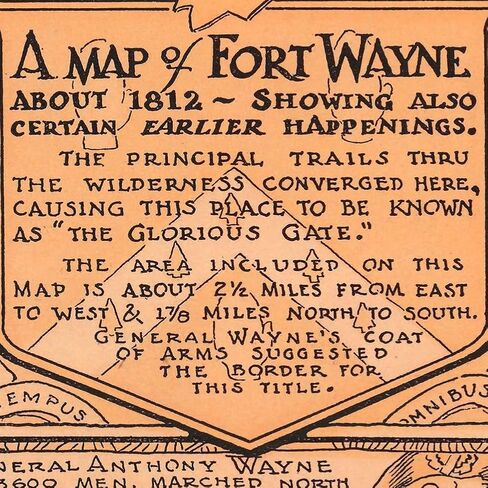 A MAP of FORT WAYNE
ABOUT 1812 ~ SHOWING ALSO
CERTAIN EARLIER HAPPENINGS.
THE PRINCIPAL TRAILS THRU
THE WILDERNESS CONVERGED HERE,
CAUSING THIS PLACE TO BE KNOWN
AS "THE GLORIOUS GATE."
THE AREA INCLUDED ON THIS
MAP IS ABOUT 2½ MILES FROM EAST
TO WEST & 1⅞ MILES NORTH TO SOUTH.
GENERAL WAYNE'S COAT
OF ARMS SUGGESTED
THE BORDER FOR
THIS TITLE.
TEMPUS
OMNIBUS
NERAL ANTHONY WAYNE
3600 MEN, MARCHED NORTH